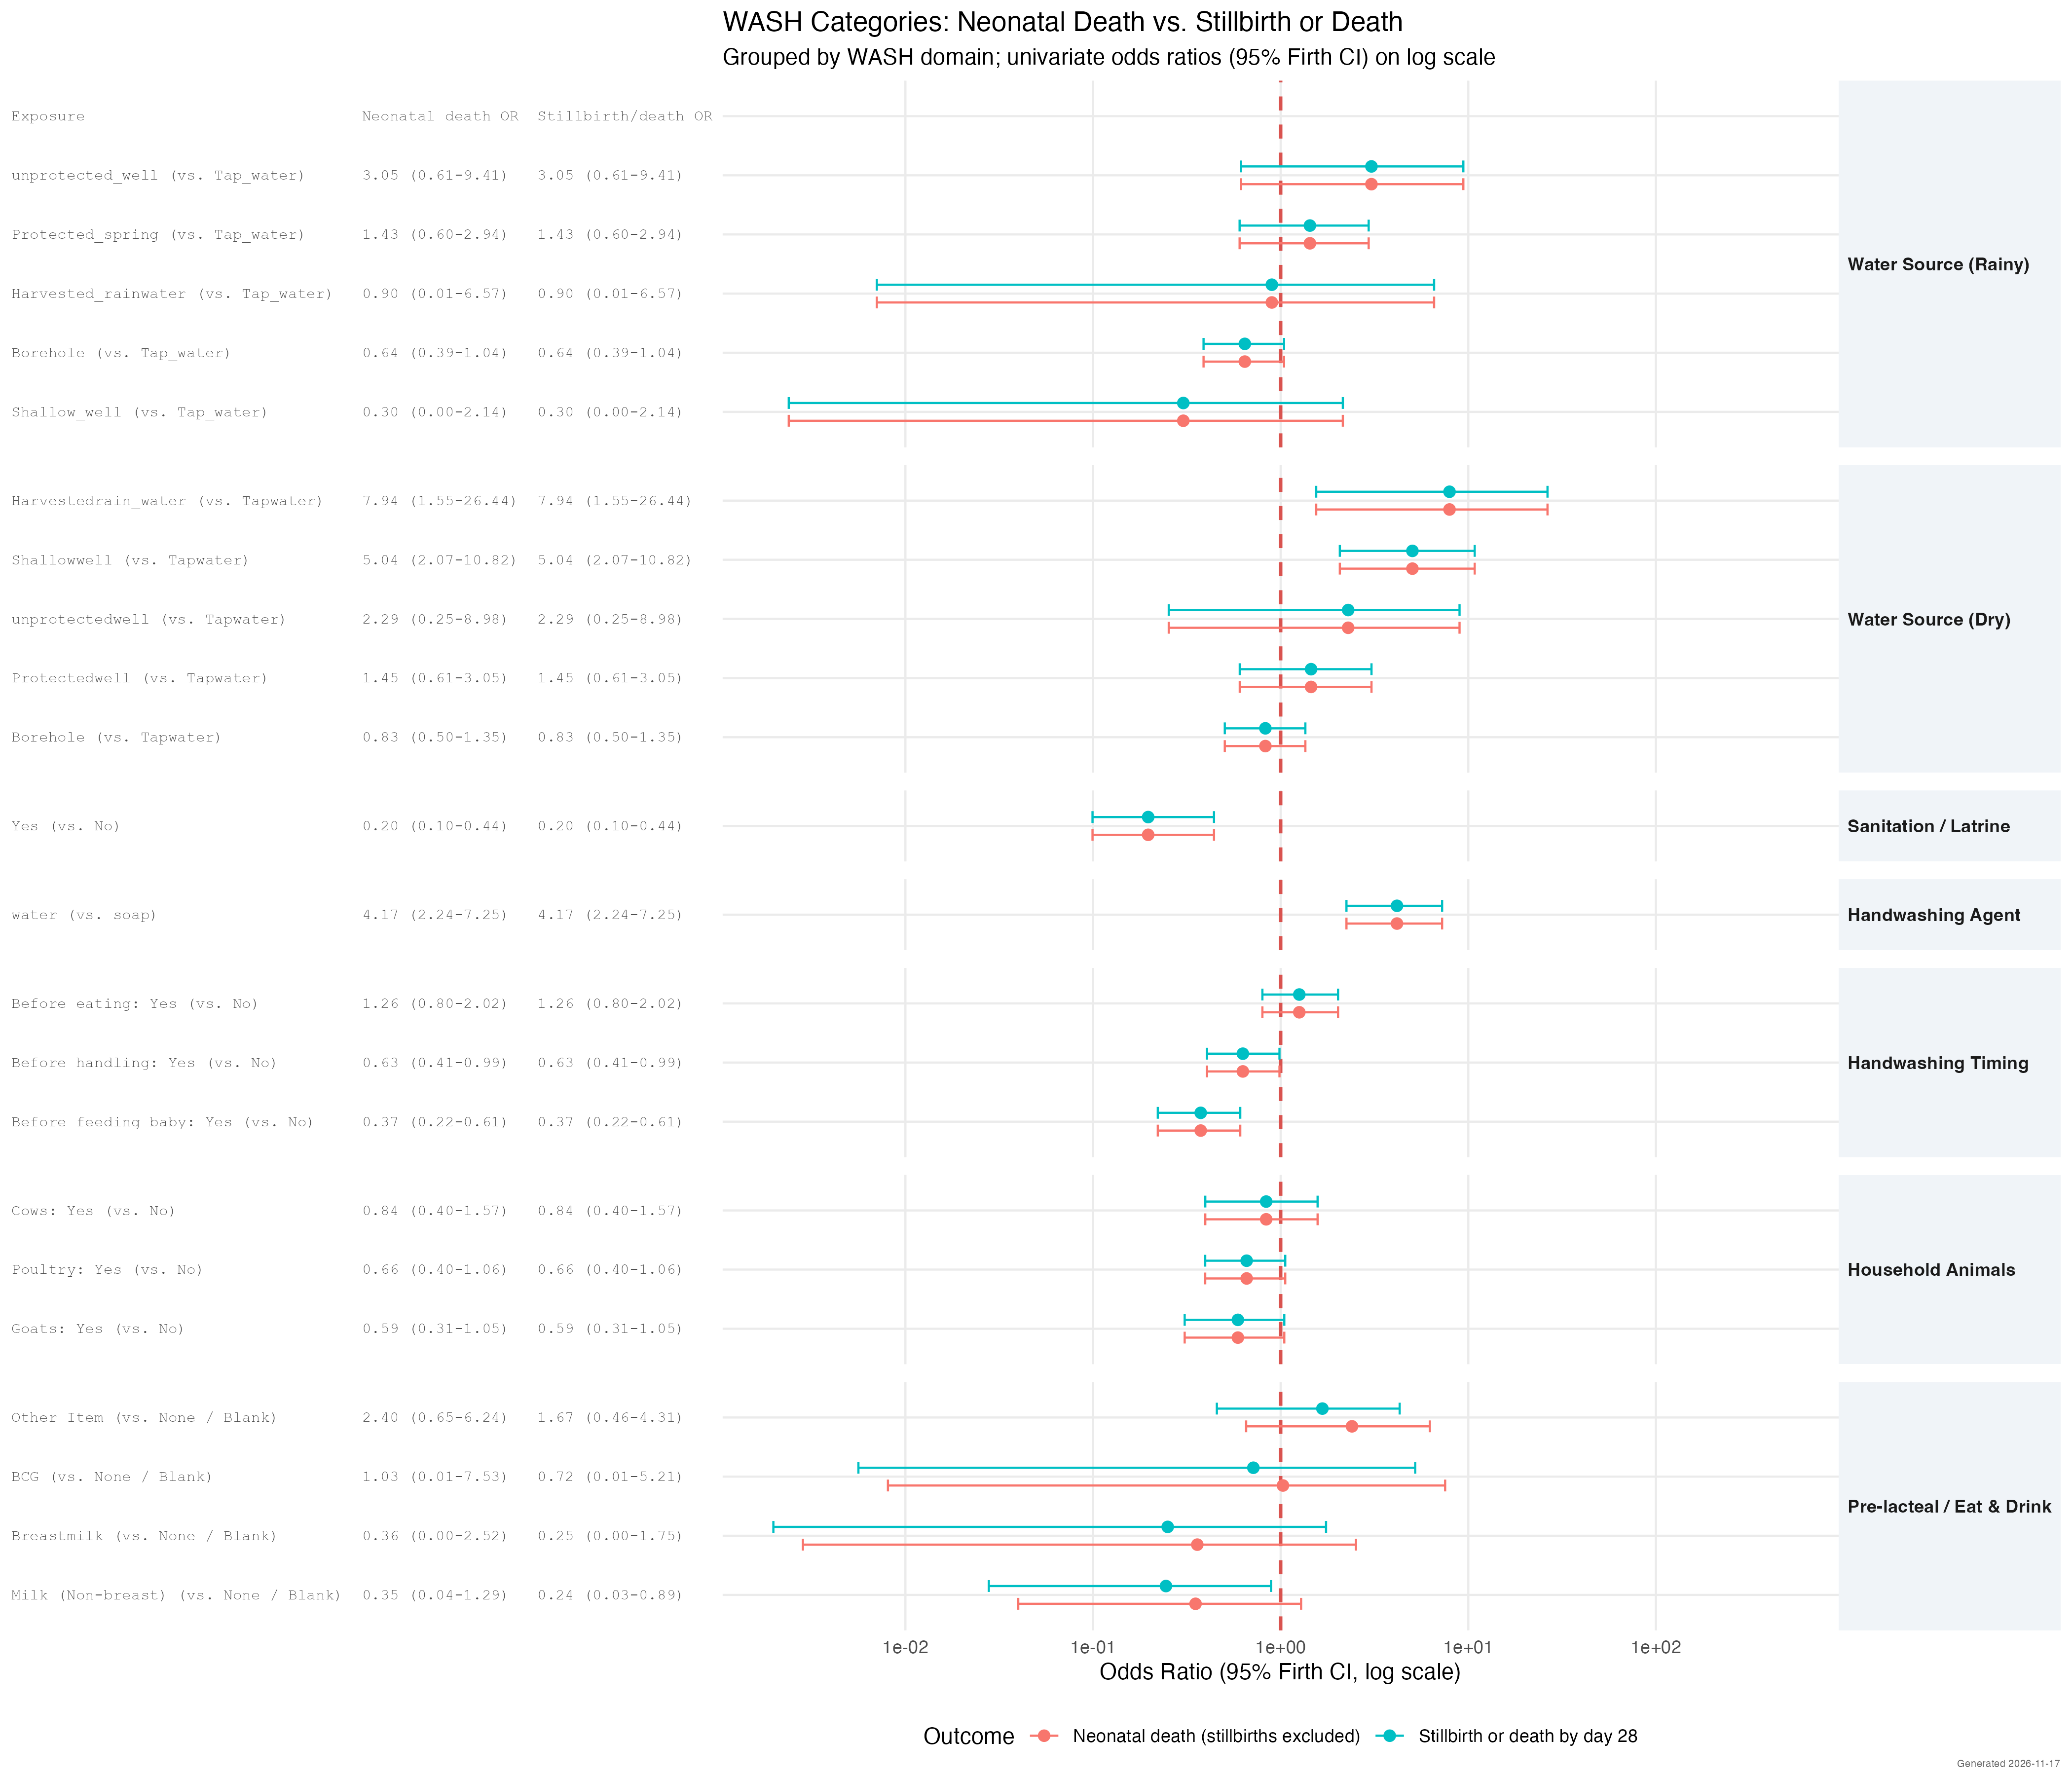 WASH Categories: Neonatal Death vs. Stillbirth or Death
Grouped by WASH domain; univariate odds ratios (95% Firth CI) on log scale
Exposure Neonatal death OR Stillbirth/death OR
unprotected_well (vs. Tap_water) 3.05 (0.61-9.41) 3.05 (0.61-9.41)
Protected_spring (vs. Tap_water) 1.43 (0.60-2.94) 1.43 (0.60-2.94)
Water Source (Rainy)
Harvested_rainwater (vs. Tap_water) 0.90 (0.01-6.57) 0.90 (0.01-6.57)
Borehole (vs. Tap_water) 0.64 (0.39-1.04) 0.64 (0.39-1.04)
Shallow_well (vs. Tap_water) 0.30 (0.00-2.14) 0.30 (0.00-2.14)
Harvestedrain_water (vs. Tapwater) 7.94 (1.55-26.44) 7.94 (1.55-26.44)
Shallowwell (vs. Tapwater) 5.04 (2.07-10.82) 5.04 (2.07-10.82)
unprotectedwell (vs. Tapwater) 2.29 (0.25-8.98) 2.29 (0.25-8.98) Water Source (Dry)
Protectedwell (vs. Tapwater) 1.45 (0.61-3.05) 1.45 (0.61-3.05)
Borehole (vs. Tapwater) 0.83 (0.50-1.35) 0.83 (0.50-1.35)
Yes (vs. No) 0.20 (0.10-0.44) 0.20 (0.10-0.44) Sanitation / Latrine
water (vs. soap) 4.17 (2.24-7.25) 4.17 (2.24-7.25) Handwashing Agent
Before eating: Yes (vs. No) 1.26 (0.80-2.02) 1.26 (0.80-2.02)
Before handling: Yes (vs. No) 0.63 (0.41-0.99) 0.63 (0.41-0.99) Handwashing Timing
Before feeding baby: Yes (vs. No) 0.37 (0.22-0.61) 0.37 (0.22-0.61)
Cows: Yes (vs. No) 0.84 (0.40-1.57) 0.84 (0.40-1.57)
Poultry: Yes (vs. No) 0.66 (0.40-1.06) 0.66 (0.40-1.06) Household Animals
Goats: Yes (vs. No) 0.59 (0.31-1.05) 0.59 (0.31-1.05)
Other Item (vs. None / Blank) 2.40 (0.65-6.24) 1.67 (0.46-4.31)
BCG (vs. None / Blank) 1.03 (0.01-7.53) 0.72 (0.01-5.21)
Pre-lacteal / Eat & Drink
Breastmilk (vs. None / Blank) 0.36 (0.00-2.52) 0.25 (0.00-1.75)
Milk (Non-breast) (vs. None / Blank) 0.35 (0.04-1.29) 0.24 (0.03-0.89)
1e-02 1e-01 1e+00 1e+01 1e+02
Odds Ratio (95% Firth CI, log scale)
Outcome Neonatal death (stillbirths excluded) Stillbirth or death by day 28
Generated 2026-11-17